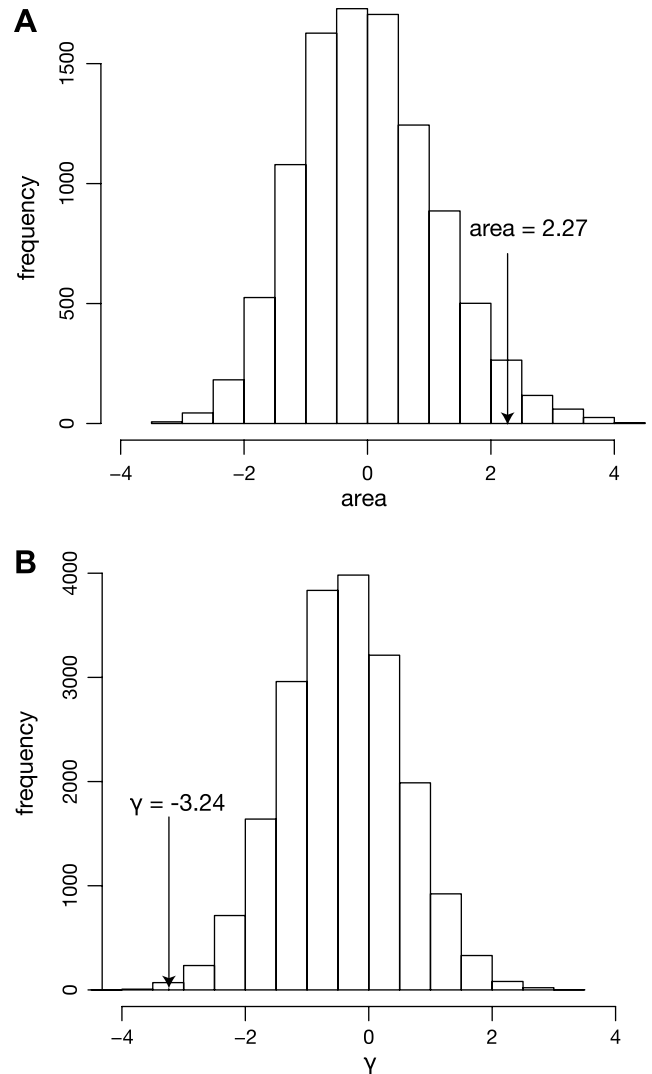 A
frequency
1500
1000
500
0
area = 2.27
−4 −2 0 2 4
area
B
frequency
4000
3000
2000
1000
0
γ = -3.24
−4 −2 0 2 4
γ